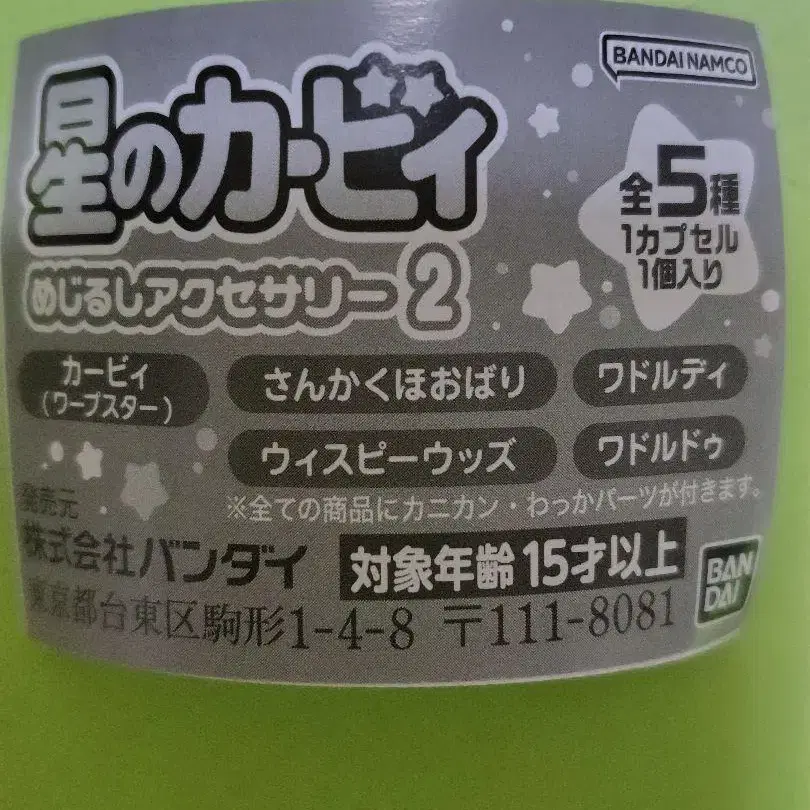 BANDAI NAMCO
星のカービィ
全5種
1カプセル
1個入り
めじるしアクセサリー2
カービィ
(ワープスター)
さんかくほおばり
ワドルディ
ウィスピーウッズ
ワドルドゥ
※全ての商品にカニカン・わっかパーツが付きます。
発売元
株式会社バンダイ
対象年齢 15才以上
BAN
DAI
東京都台東区駒形1-4-8 〒111-8081